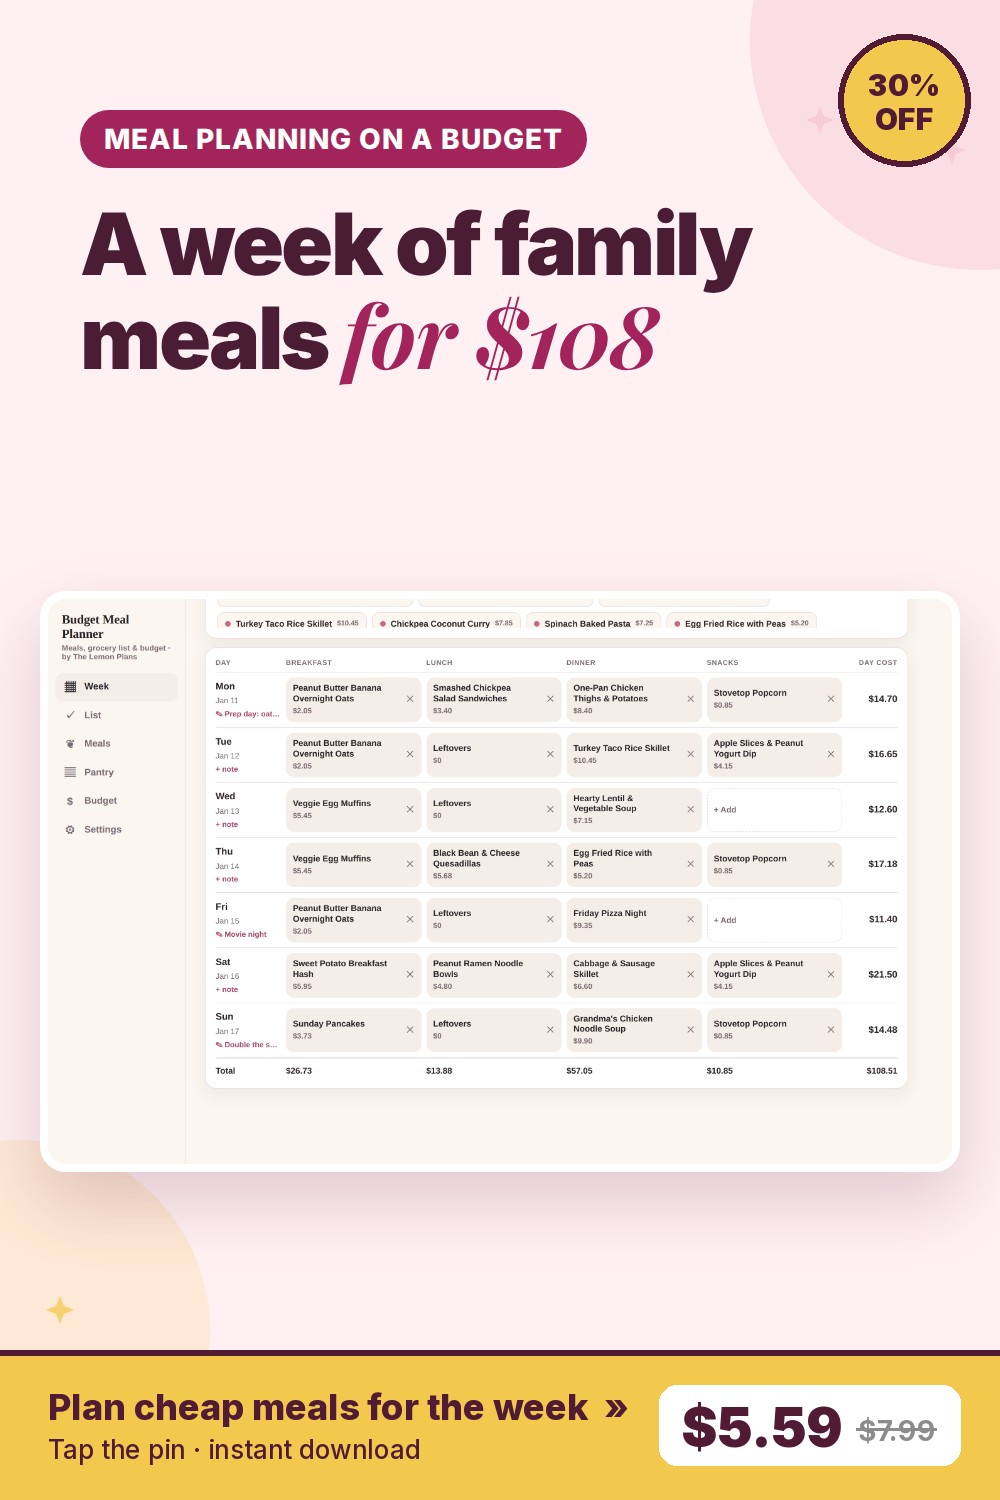 30%
OFF
MEAL PLANNING ON A BUDGET
A week of family
meals for $108
Budget Meal
Planner
Meals, grocery list & budget ·
by The Lemon Plans
Week
List
Meals
Pantry
$ Budget
Settings
Turkey Taco Rice Skillet $10.45 Chickpea Coconut Curry $7.85 Spinach Baked Pasta $7.25 Egg Fried Rice with Peas $5.20
DAY BREAKFAST LUNCH DINNER SNACKS DAY COST
Mon
Jan 11
✎ Prep day: oat...
Peanut Butter Banana
Overnight Oats
$2.05
Smashed Chickpea
Salad Sandwiches
$3.40
One-Pan Chicken
Thighs & Potatoes
$8.40
Stovetop Popcorn
$0.85
$14.70
Tue
Jan 12
+ note
Peanut Butter Banana
Overnight Oats
$2.05
Leftovers
$0
Turkey Taco Rice Skillet
$10.45
Apple Slices & Peanut
Yogurt Dip
$4.15
$16.65
Wed
Jan 13
+ note
Veggie Egg Muffins
$5.45
Leftovers
$0
Hearty Lentil &
Vegetable Soup
$7.15
+ Add
$12.60
Thu
Jan 14
+ note
Veggie Egg Muffins
$5.45
Black Bean & Cheese
Quesadillas
$5.68
Egg Fried Rice with
Peas
$5.20
Stovetop Popcorn
$0.85
$17.18
Fri
Jan 15
✎ Movie night
Peanut Butter Banana
Overnight Oats
$2.05
Leftovers
$0
Friday Pizza Night
$9.35
+ Add
$11.40
Sat
Jan 16
+ note
Sweet Potato Breakfast
Hash
$5.95
Peanut Ramen Noodle
Bowls
$4.80
Cabbage & Sausage
Skillet
$6.60
Apple Slices & Peanut
Yogurt Dip
$4.15
$21.50
Sun
Jan 17
✎ Double the s...
Sunday Pancakes
$3.73
Leftovers
$0
Grandma's Chicken
Noodle Soup
$9.90
Stovetop Popcorn
$0.85
$14.48
Total $26.73 $13.88 $57.05 $10.85 $108.51
Plan cheap meals for the week »
Tap the pin · instant download
$5.59 $7.99